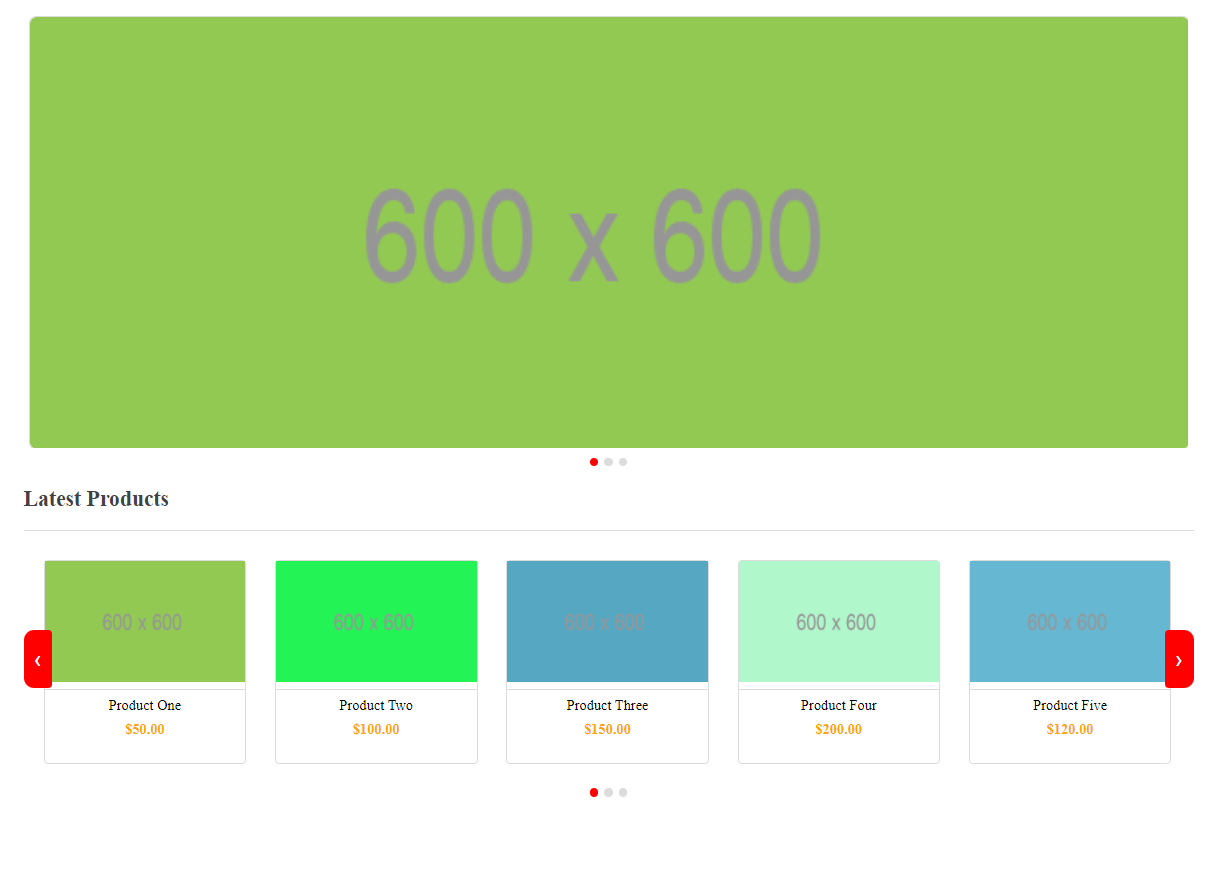 600 x 600
Latest Products
600 x 600 600 x 600 600 x 600 600 x 600 600 x 600
❮ ❯
Product One Product Two Product Three Product Four Product Five
$50.00 $100.00 $150.00 $200.00 $120.00